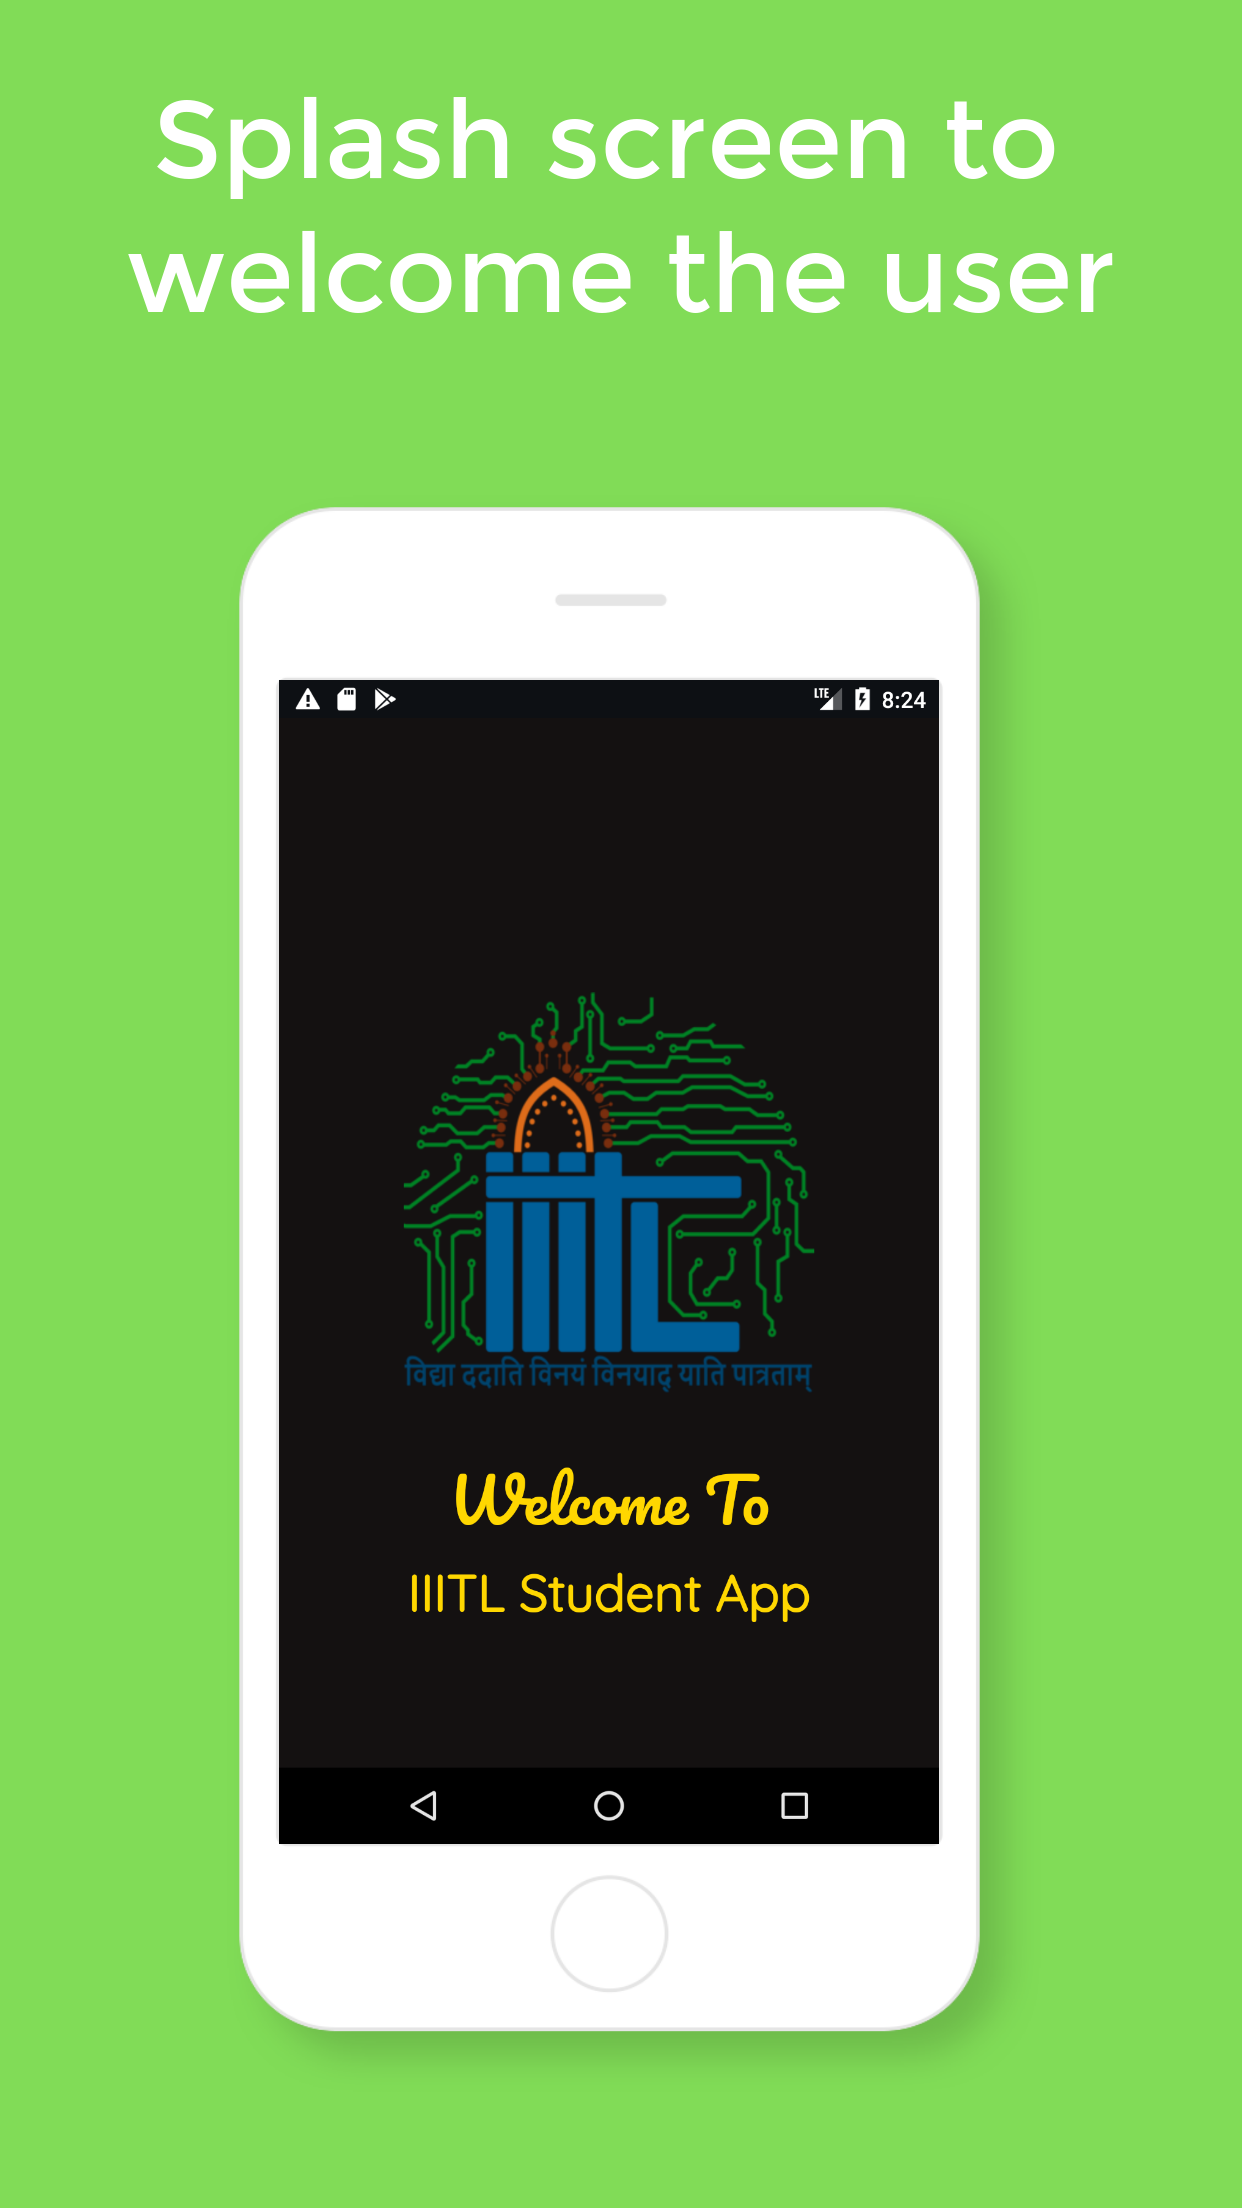 Splash screen to
welcome the user
LTE 8:24
IIITL
विद्या ददाति विनयं विनयाद् याति पात्रताम्
Welcome To
IIITL Student App